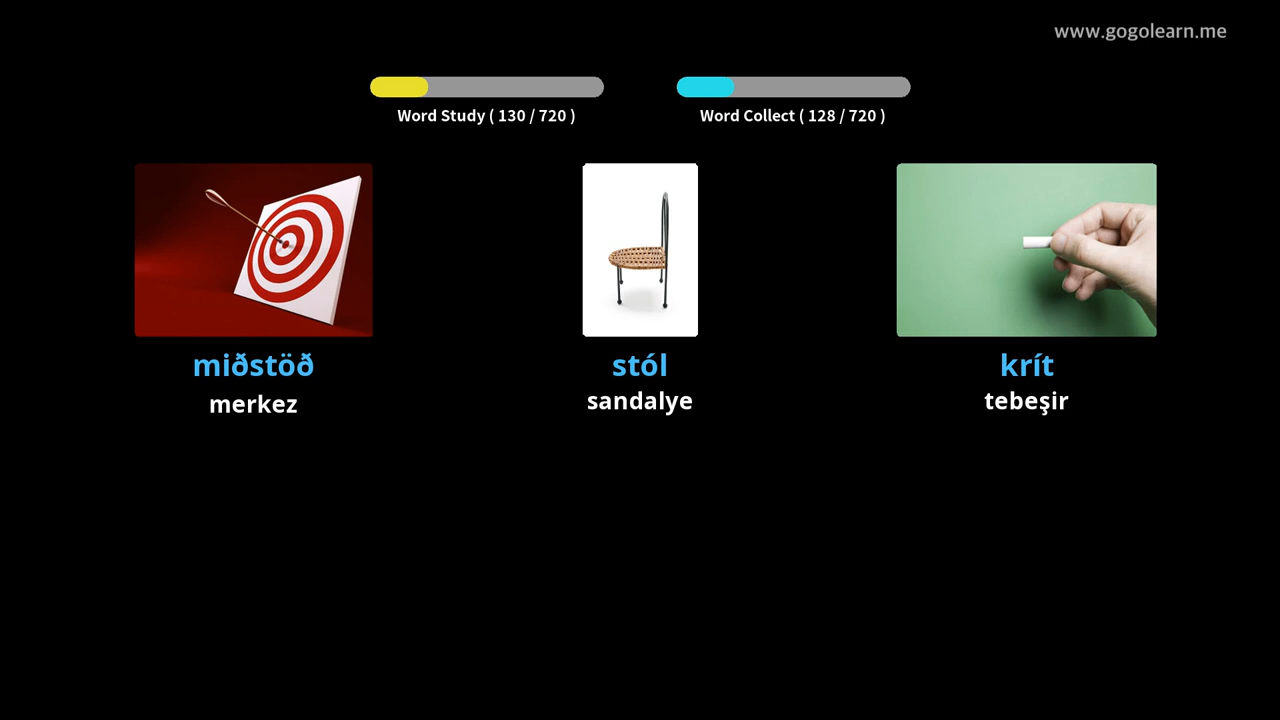 www.gogolearn.me
Word Study ( 130 / 720 )
Word Collect ( 128 / 720 )
miðstöð
merkez
stól
sandalye
krít
tebeşir